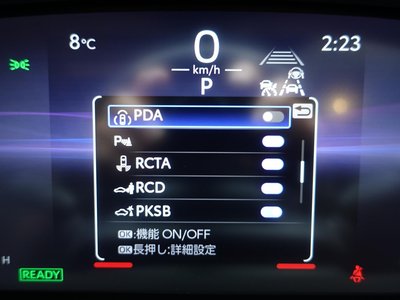 8℃
0
2:23
km/h
P
PDA
RCTA
RCD
PKSB
OK:機能 ON/OFF
OK長押し:詳細設定
H
READY